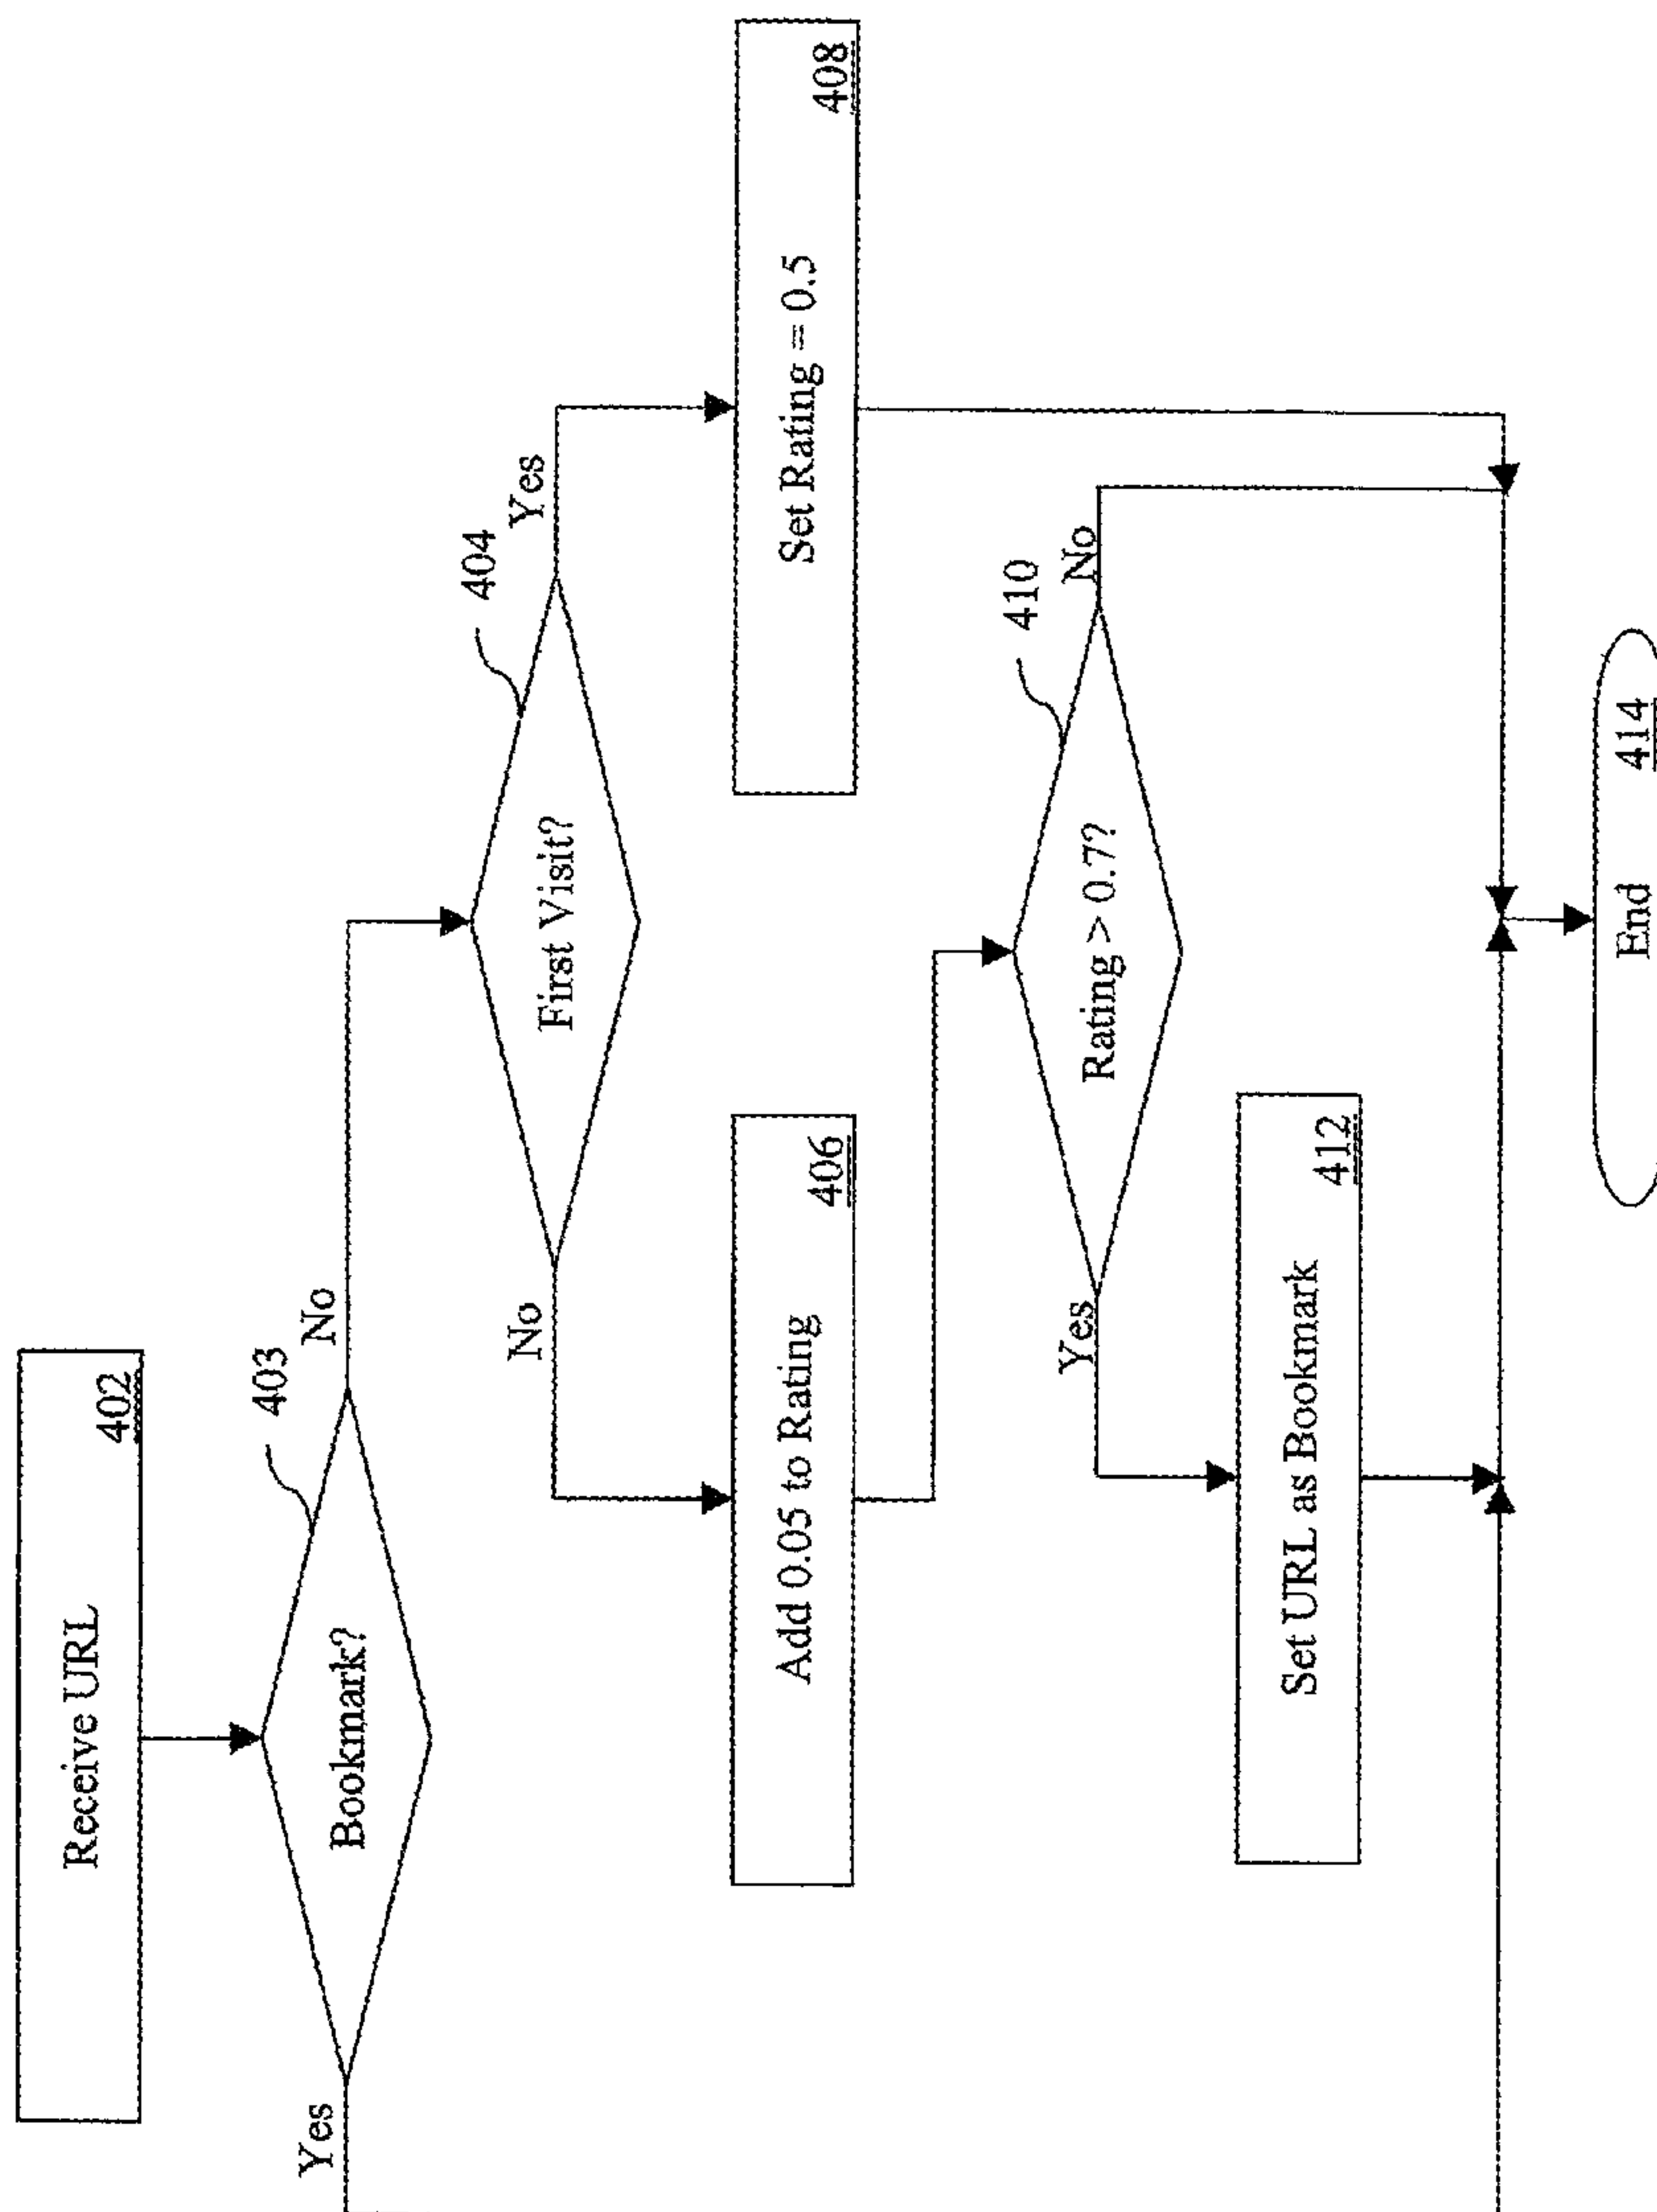 Receive URL 402
Bookmark?
403
Yes
No
First Visit?
404
No
Yes
Add 0.05 to Rating 406
Set Rating = 0.5 408
Rating > 0.7?
410
Yes
No
Set URL as Bookmark 412
End 414